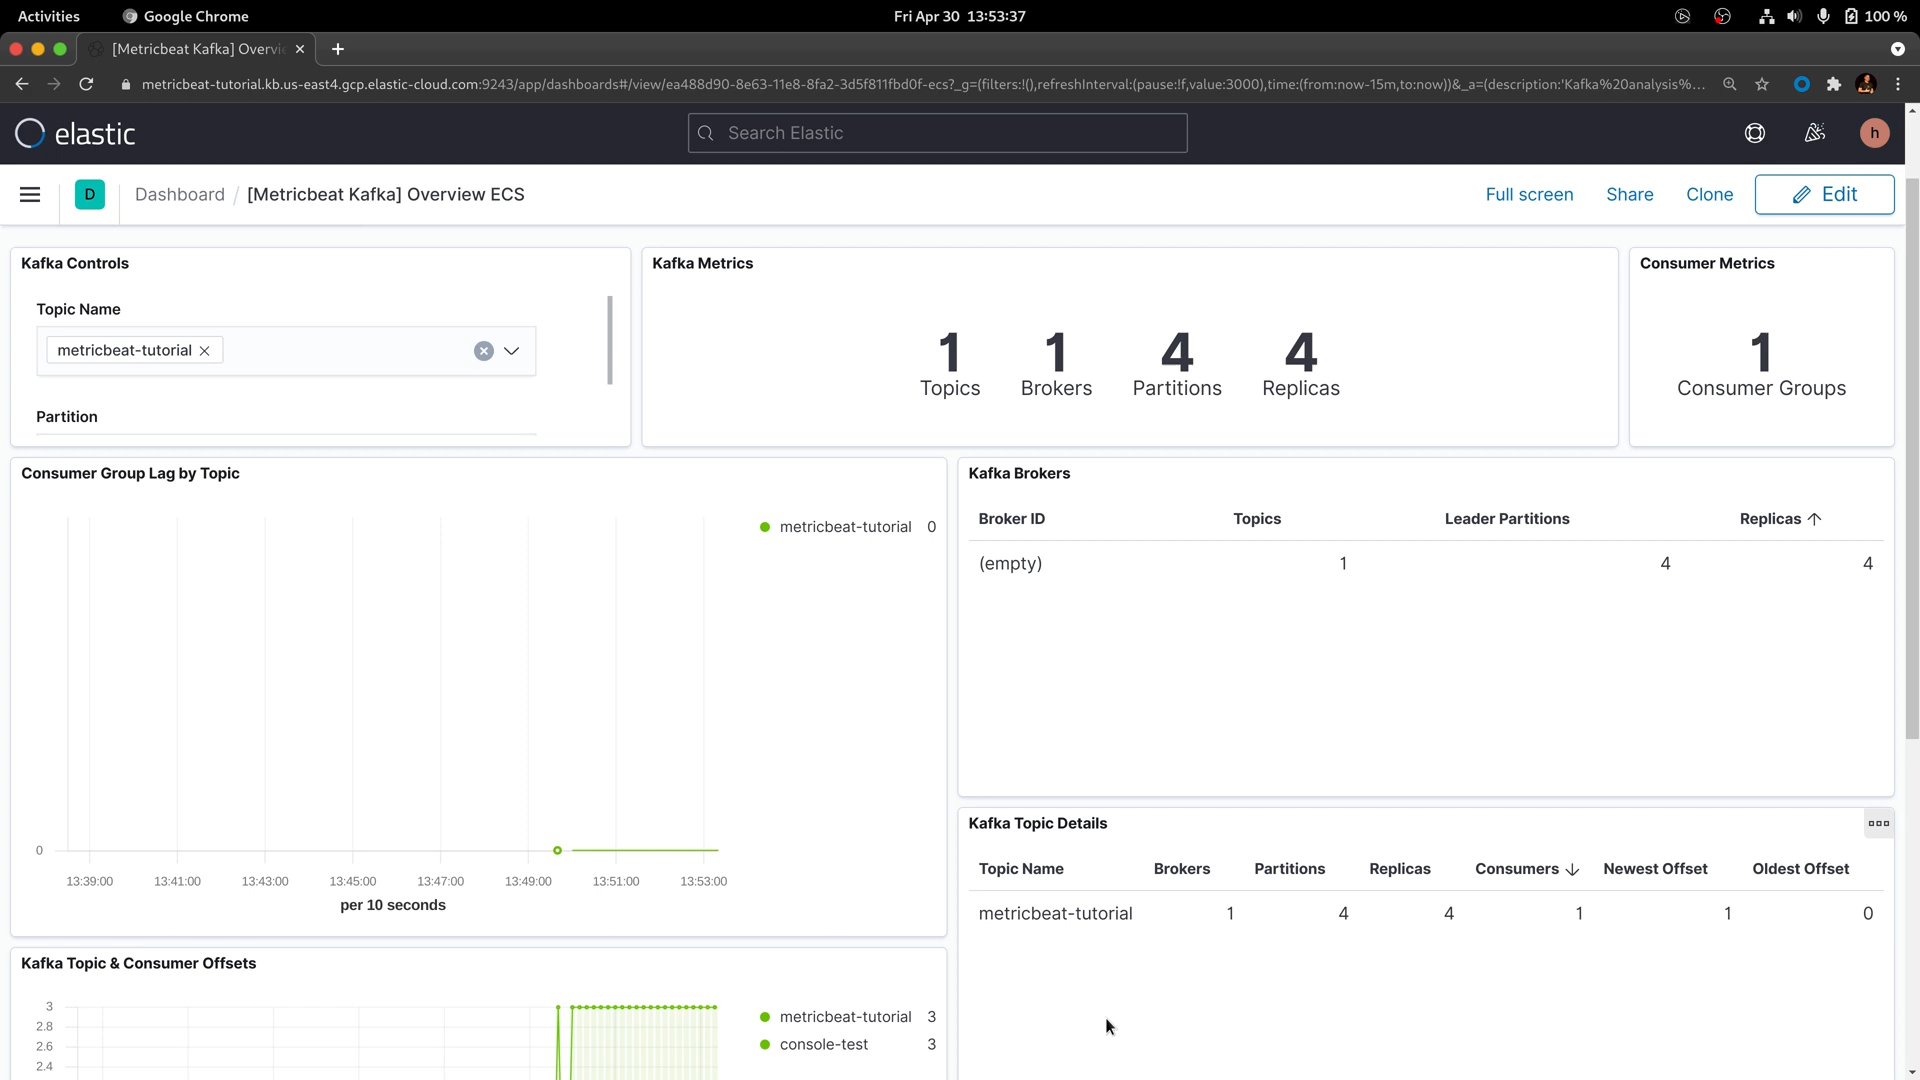 Activities
Google Chrome
Fri Apr 30 13:53:37
100 %
[Metricbeat Kafka] Overvi
metricbeat-tutorial.kb.us-east4.gcp.elastic-cloud.com:9243/app/dashboards#/view/ea488d90-8e63-11e8-8fa2-3d5f811fbd0f-ecs?_g=(filters:!(),refreshInterval:(pause:!f,value:3000),time:(from:now-15m,to:now))&_a=(description:'Kafka%20analysis%...
elastic
Search Elastic
h
D
Dashboard / [Metricbeat Kafka] Overview ECS
Full screen
Share
Clone
Edit
Kafka Controls
Topic Name
metricbeat-tutorial
Partition
Kafka Metrics
1 1 4 4
Topics Brokers Partitions Replicas
Consumer Metrics
1
Consumer Groups
Consumer Group Lag by Topic
metricbeat-tutorial 0
0
13:39:00 13:41:00 13:43:00 13:45:00 13:47:00 13:49:00 13:51:00 13:53:00
per 10 seconds
Kafka Brokers
Broker ID Topics Leader Partitions Replicas
(empty) 1 4 4
Kafka Topic Details
Topic Name Brokers Partitions Replicas Consumers Newest Offset Oldest Offset
metricbeat-tutorial 1 4 4 1 1 0
Kafka Topic & Consumer Offsets
3
2.8
2.6
2.4
metricbeat-tutorial 3
console-test 3